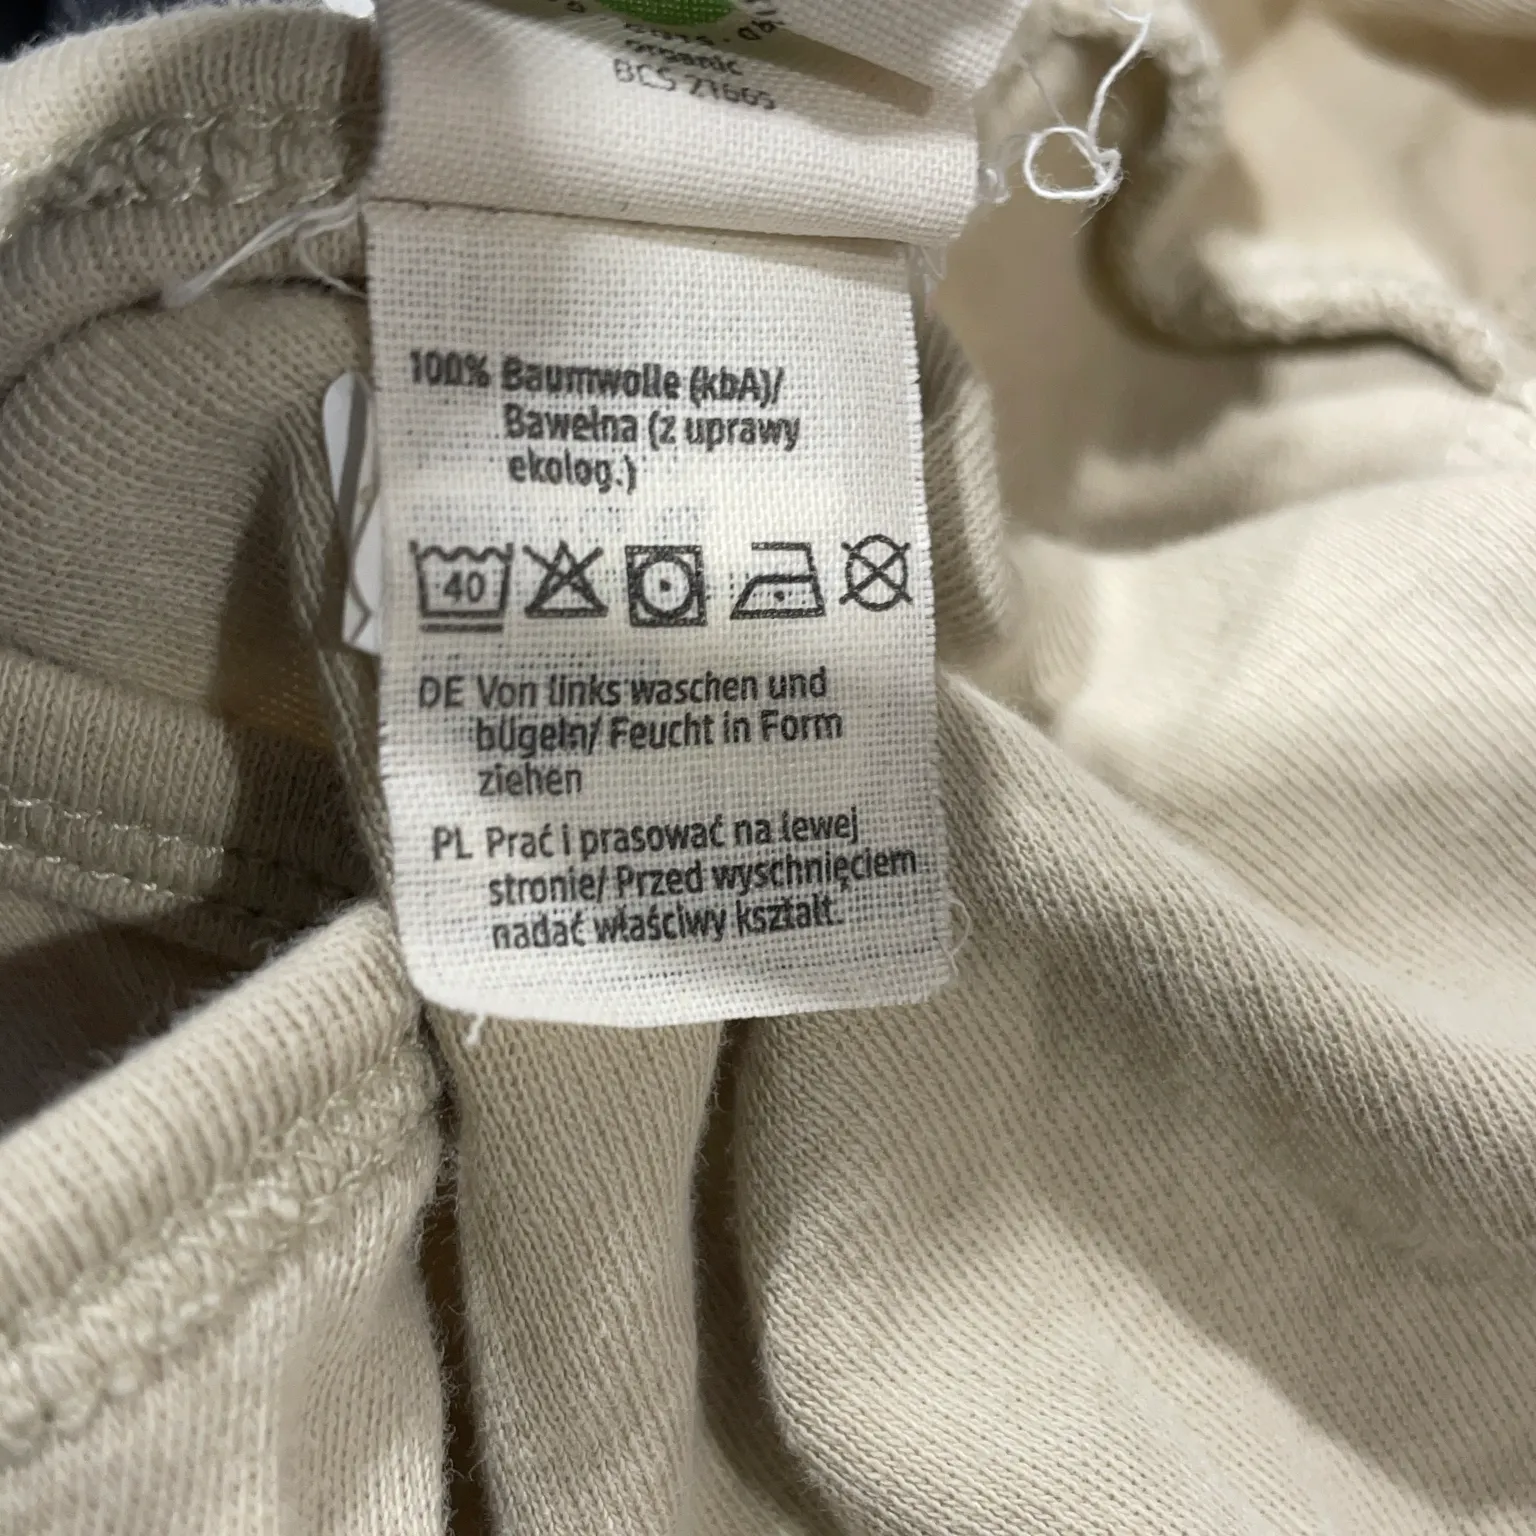 organic
BCS 21665
100% Baumwolle (kbA)/
Bawełna (z uprawy
ekolog.)
40
DE Von links waschen und
bügeln/ Feucht in Form
ziehen
PL Prać i prasować na lewej
stronie/ Przed wyschnięciem
nadać właściwy kształt.